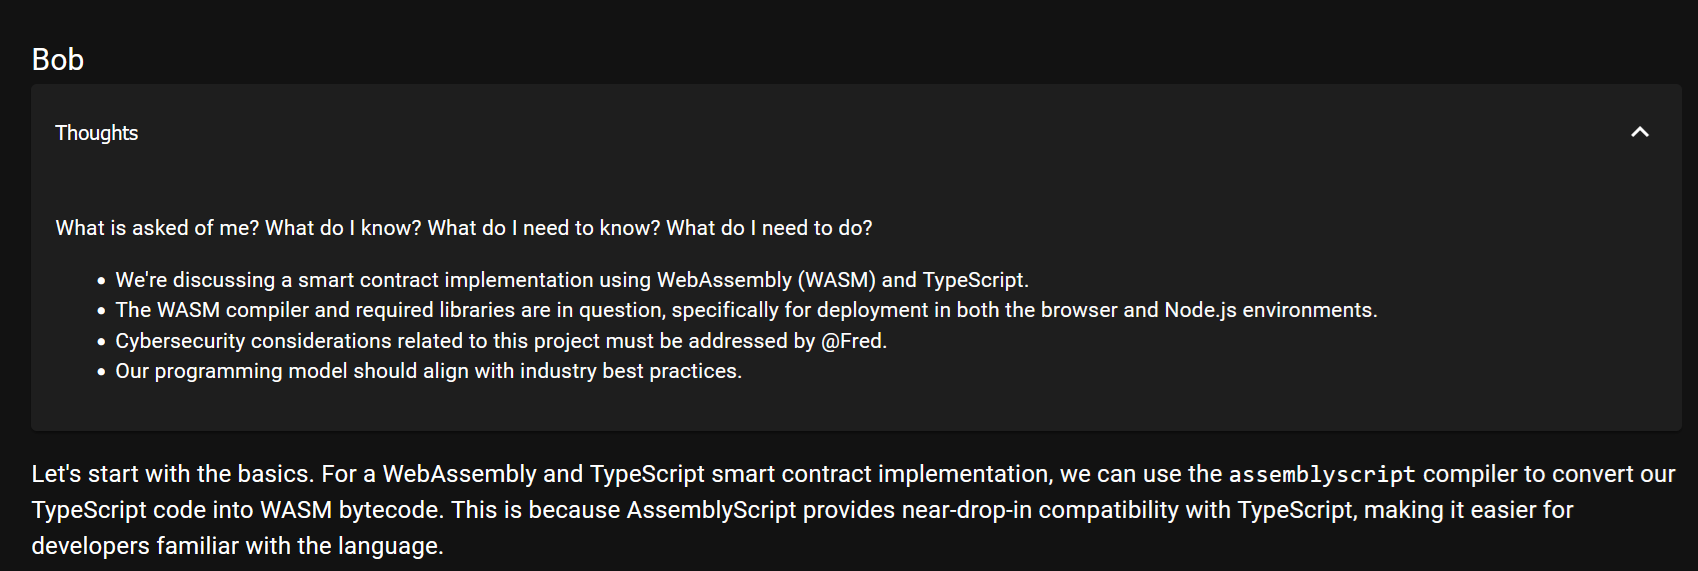 Bob
Thoughts
What is asked of me? What do I know? What do I need to know? What do I need to do?
• We're discussing a smart contract implementation using WebAssembly (WASM) and TypeScript.
• The WASM compiler and required libraries are in question, specifically for deployment in both the browser and Node.js environments.
• Cybersecurity considerations related to this project must be addressed by @Fred.
• Our programming model should align with industry best practices.
Let's start with the basics. For a WebAssembly and TypeScript smart contract implementation, we can use the assemblyscript compiler to convert our
TypeScript code into WASM bytecode. This is because AssemblyScript provides near-drop-in compatibility with TypeScript, making it easier for
developers familiar with the language.